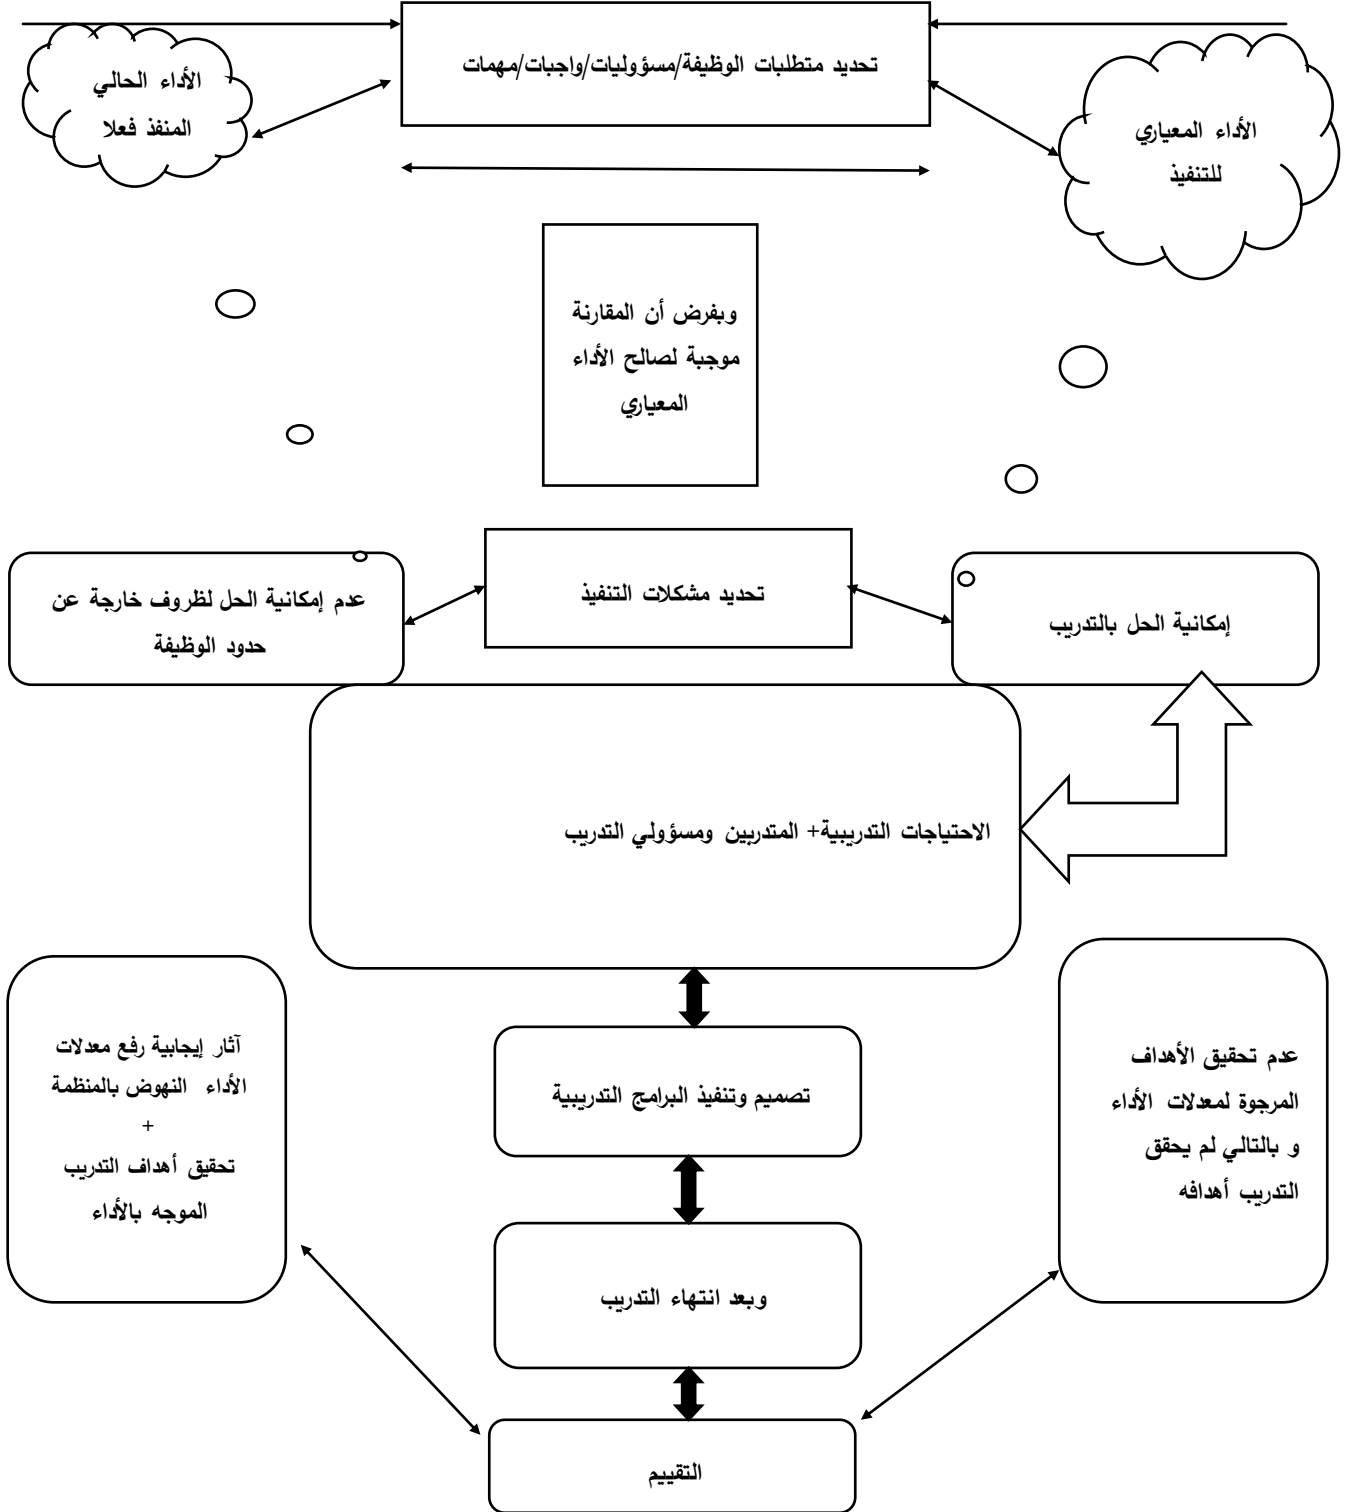 تحديد متطلبات الوظيفة/مسؤوليات/واجبات/مهمات
الأداء المعياري
للتنفيذ
الأداء الحالي
المنفذ فعلا
وبفرض أن المقارنة
موجبة لصالح الأداء
المعياري
تحديد مشكلات التنفيذ
إمكانية الحل بالتدريب
عدم إمكانية الحل لظروف خارجة عن
حدود الوظيفة
الاحتياجات التدريبية+ المتدربين ومسؤولي التدريب
تصميم وتنفيذ البرامج التدريبية
وبعد انتهاء التدريب
عدم تحقيق الأهداف
المرجوة لمعدلات الأداء
و بالتالي لم يحقق
التدريب أهدافه
آثار إيجابية رفع معدلات
الأداء النهوض بالمنظمة
+
تحقيق أهداف التدريب
الموجه بالأداء
التقييم